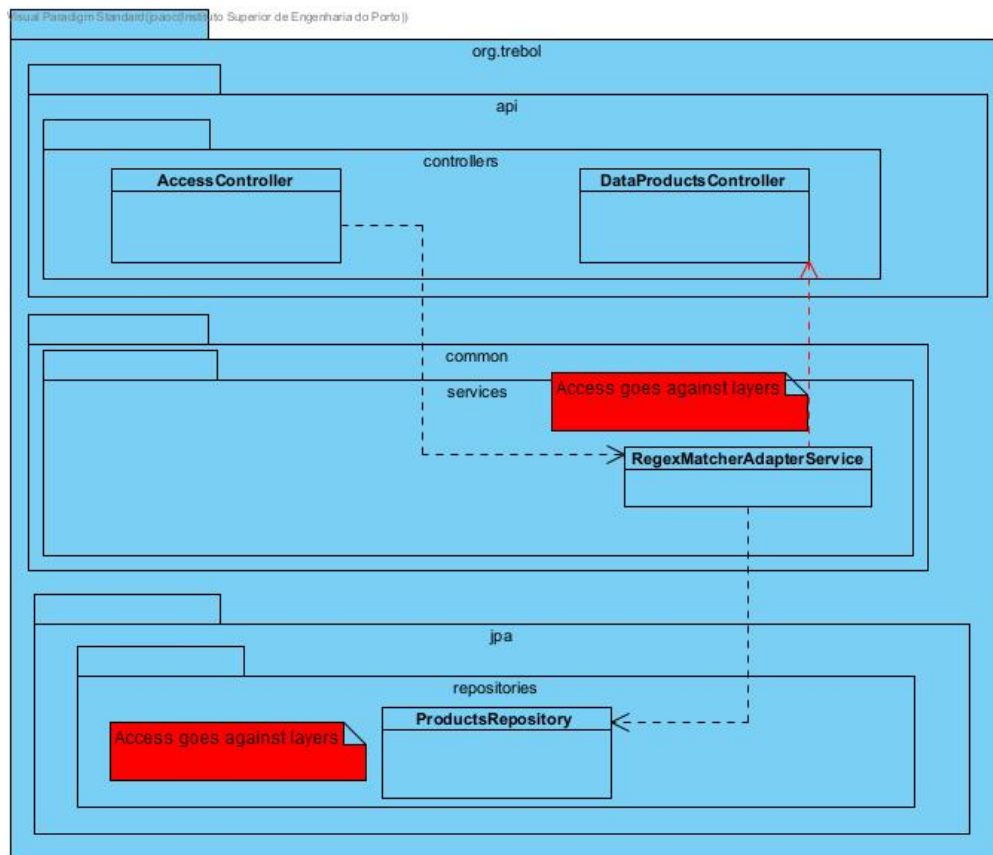 Visual Paradigm Standard(joaoc(Instituto Superior de Engenharia do Porto))
org.trebol
api
controllers
AccessController
DataProductsController
common
services
Access goes against layers
RegexMatcherAdapterService
jpa
repositories
ProductsRepository
Access goes against layers